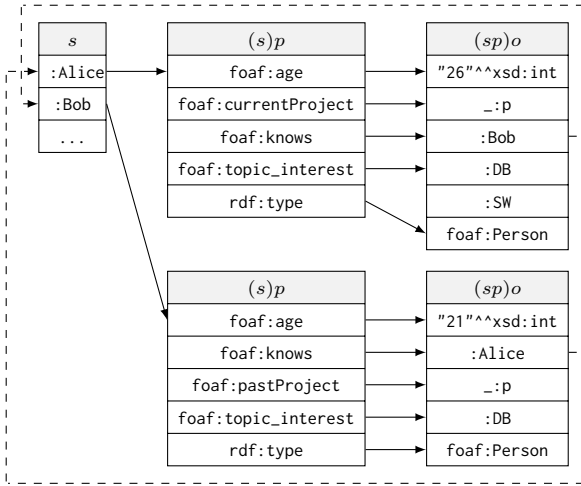 s (s)p (sp)o
:Alice foaf:age "26"^^xsd:int
:Bob foaf:currentProject _:p
... foaf:knows :Bob
foaf:topic_interest :DB
rdf:type :SW
foaf:Person
(s)p (sp)o
foaf:age "21"^^xsd:int
foaf:knows :Alice
foaf:pastProject _:p
foaf:topic_interest :DB
rdf:type foaf:Person